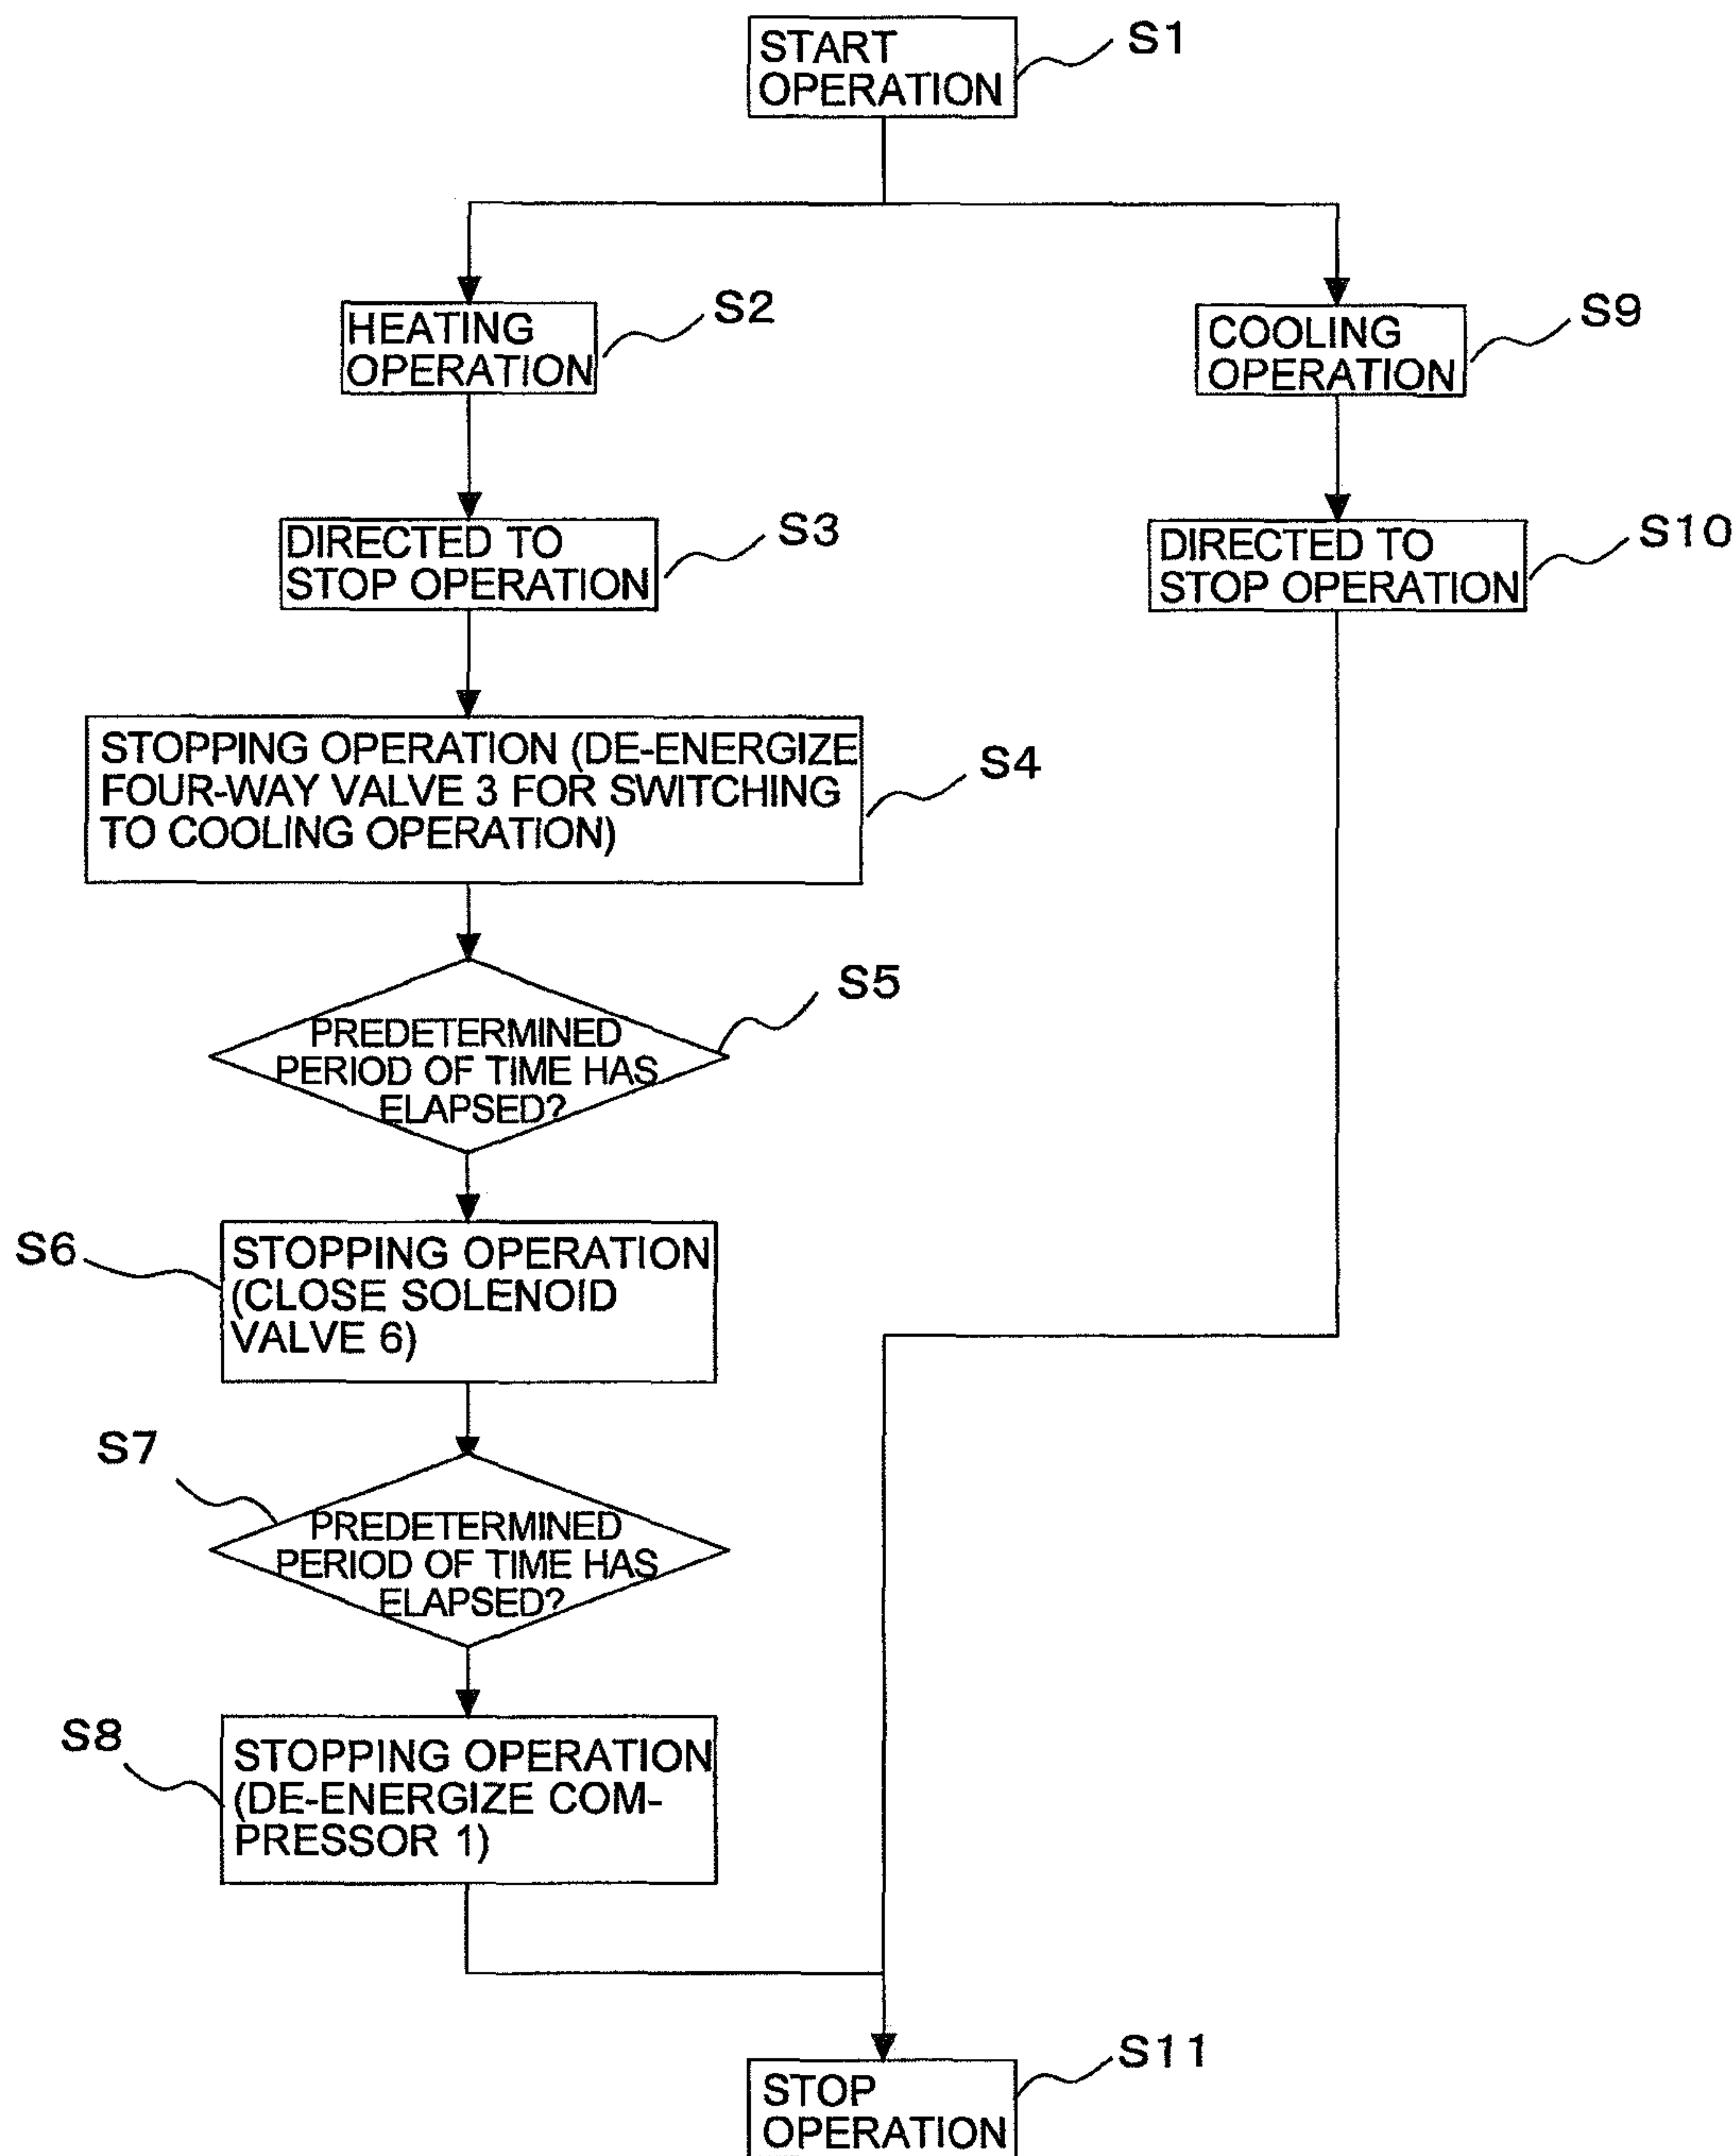 START
OPERATION
S1
HEATING
OPERATION
S2
COOLING
OPERATION
S9
DIRECTED TO
STOP OPERATION
S3
DIRECTED TO
STOP OPERATION
S10
STOPPING OPERATION (DE-ENERGIZE
FOUR-WAY VALVE 3 FOR SWITCHING
TO COOLING OPERATION)
S4
PREDETERMINED
PERIOD OF TIME HAS
ELAPSED?
S5
S6
STOPPING OPERATION
(CLOSE SOLENOID
VALVE 6)
S7
PREDETERMINED
PERIOD OF TIME HAS
ELAPSED?
S8
STOPPING OPERATION
(DE-ENERGIZE COM-
PRESSOR 1)
STOP
OPERATION
S11